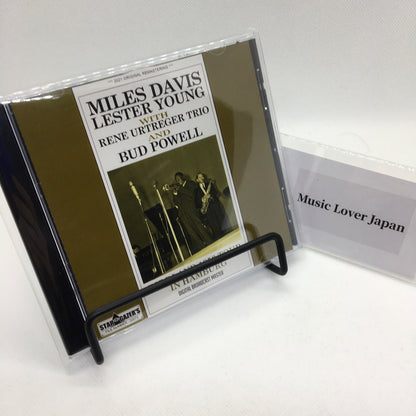 *** 2021 ORIGINAL REMASTERING ***
MILES DAVIS
LESTER YOUNG
WITH
RENE URTREGER TRIO
AND
BUD POWELL
IN HAMBURG
DIGITAL BROADCAST MASTER
STARGAZER'S
Music Lover Japan